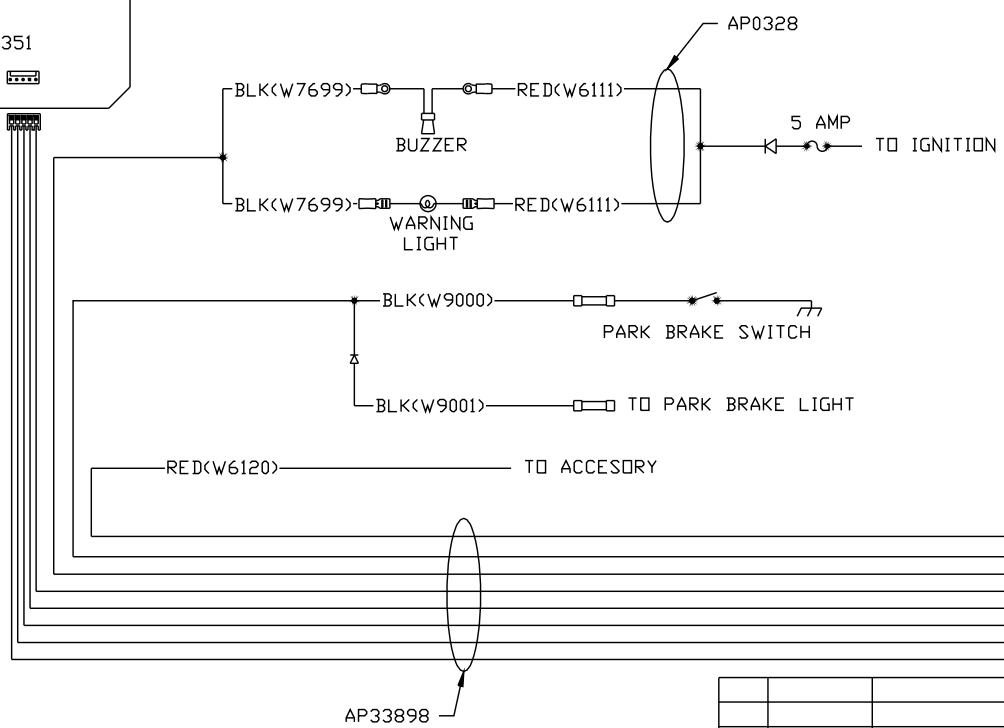 AP0328
351
BLK(W7699)
RED(W6111)
BUZZER
5 AMP
TO IGNITION
BLK(W7699)
RED(W6111)
WARNING
LIGHT
BLK(W9000)
PARK BRAKE SWITCH
BLK(W9001)
TO PARK BRAKE LIGHT
RED(W6120)
TO ACCESORY
AP33898